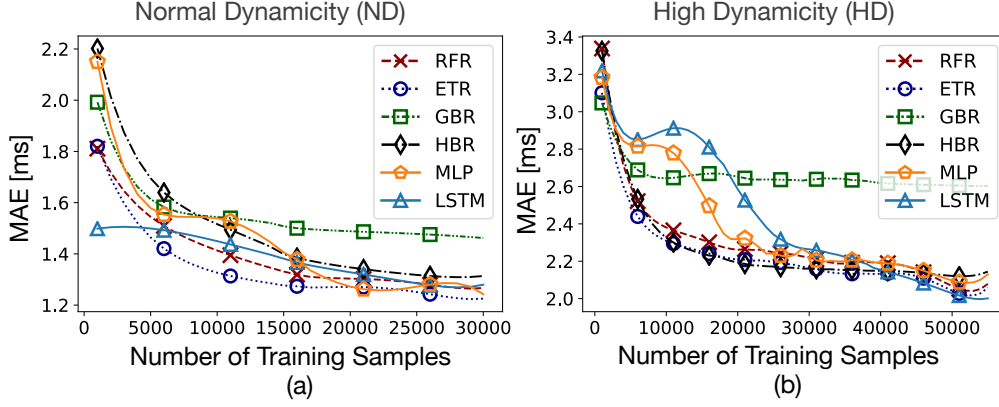 Normal Dynamicity (ND)
MAE [ms]
2.2
2.0
1.8
1.6
1.4
1.2
RFR
ETR
GBR
HBR
MLP
LSTM
0 5000 10000 15000 20000 25000 30000
Number of Training Samples
(a)
High Dynamicity (HD)
MAE [ms]
3.4
3.2
3.0
2.8
2.6
2.4
2.2
2.0
RFR
ETR
GBR
HBR
MLP
LSTM
0 10000 20000 30000 40000 50000
Number of Training Samples
(b)